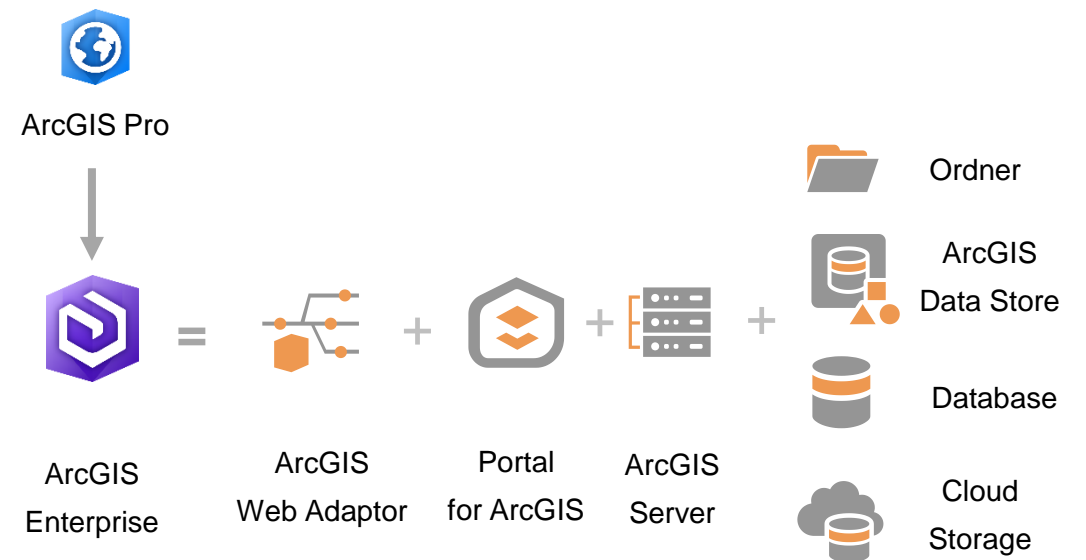 ArcGIS Pro
Ordner
ArcGIS
Data Store
=
+
+
+
Database
ArcGIS
Enterprise
ArcGIS
Web Adaptor
Portal
for ArcGIS
ArcGIS
Server
Cloud
Storage